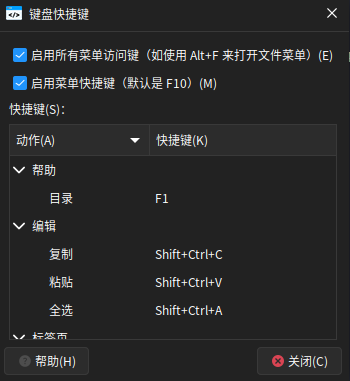 键盘快捷键
启用所有菜单访问键（如使用 Alt+F 来打开文件菜单）(E)
启用菜单快捷键（默认是 F10）(M)
快捷键(S)：
动作(A) 快捷键(K)
帮助
目录 F1
编辑
复制 Shift+Ctrl+C
粘贴 Shift+Ctrl+V
全选 Shift+Ctrl+A
标签页
帮助(H) 关闭(C)